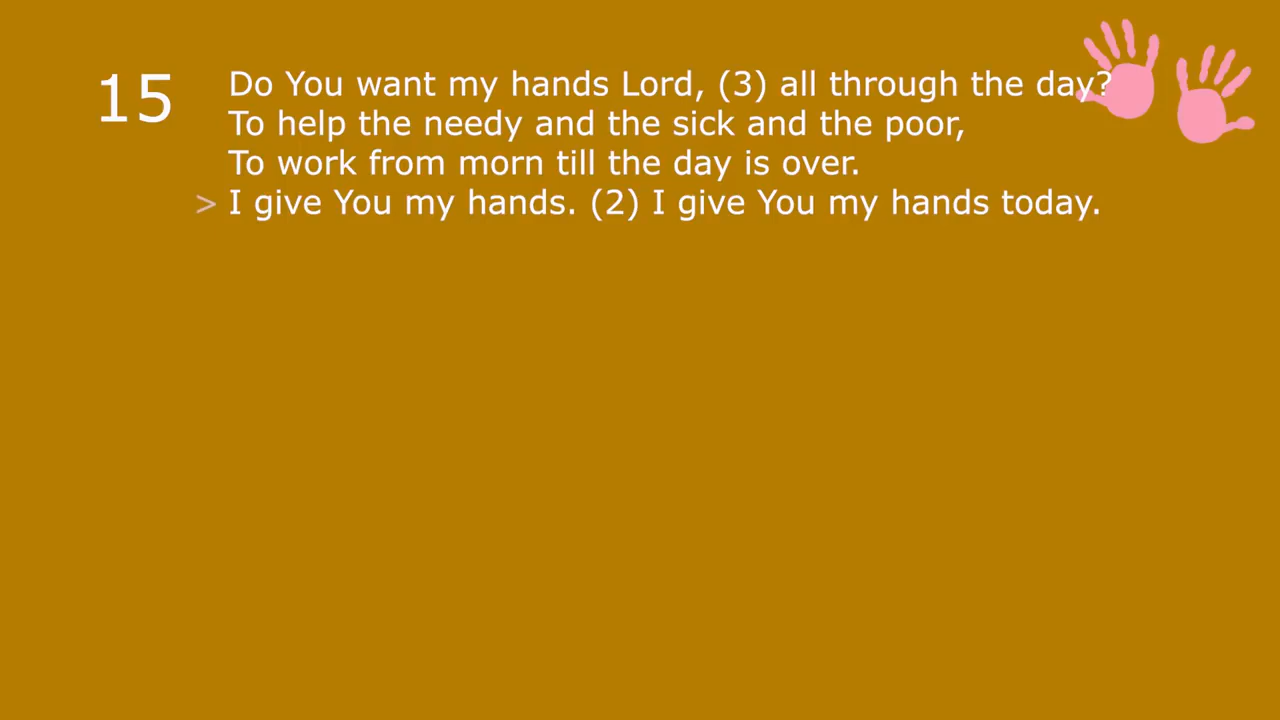 15
Do You want my hands Lord, (3) all through the day?
To help the needy and the sick and the poor,
To work from morn till the day is over.
> I give You my hands. (2) I give You my hands today.